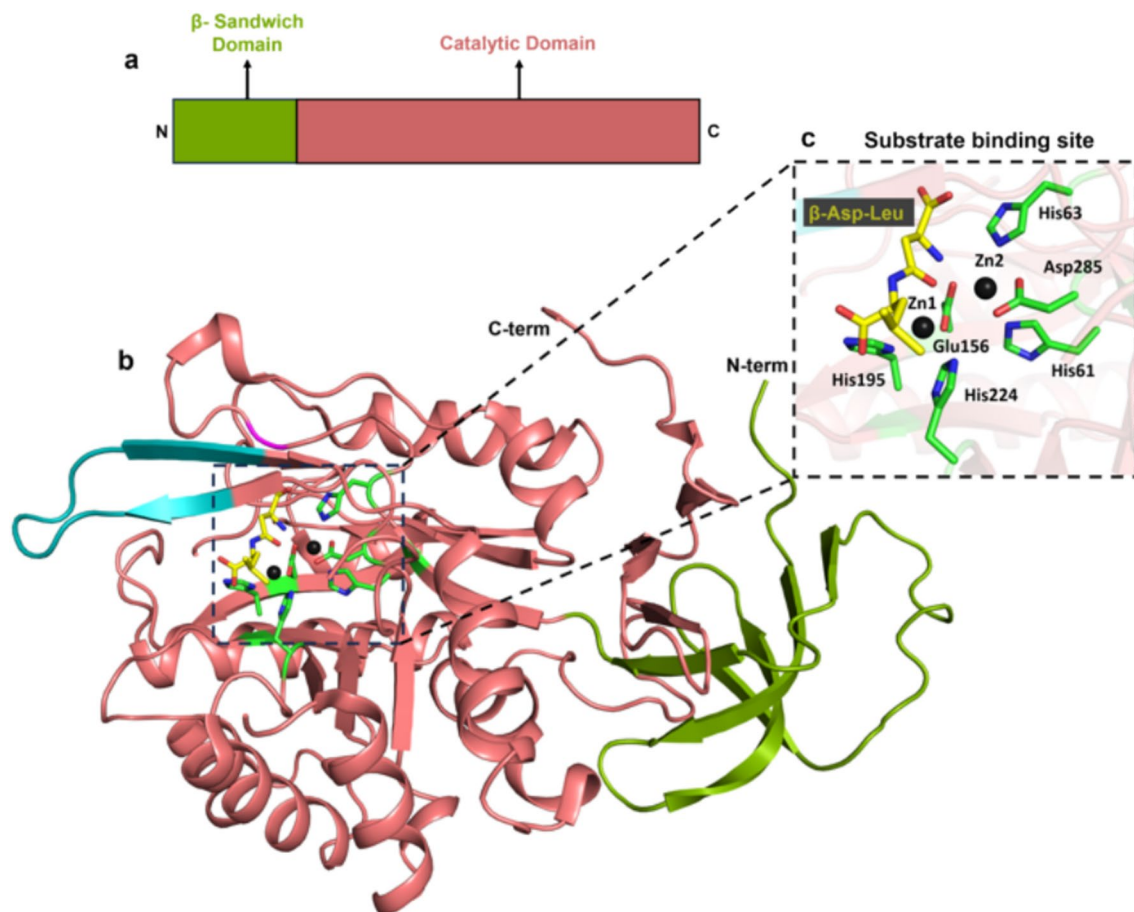 β- Sandwich
Domain
Catalytic Domain
a
N
C
c
Substrate binding site
β-Asp-Leu
His63
Zn2
Asp285
Zn1
Glu156
His61
His195
His224
C-term
N-term
b